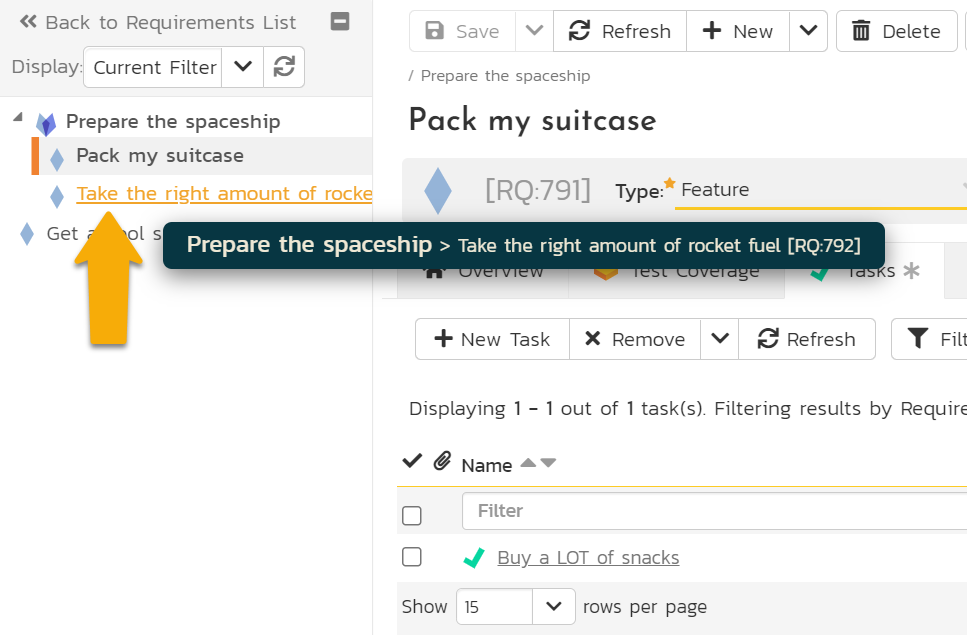 Back to Requirements List
Display: Current Filter
Prepare the spaceship
Pack my suitcase
Take the right amount of rocke
Get a
Save
Refresh
New
Delete
/ Prepare the spaceship
Pack my suitcase
[RQ:791] Type: Feature
Prepare the spaceship > Take the right amount of rocket fuel [RQ:792]
Overview
Test Coverage
Tasks
New Task
Remove
Refresh
Filt
Displaying 1 - 1 out of 1 task(s). Filtering results by Require
Name
Filter
Buy a LOT of snacks
Show 15 rows per page